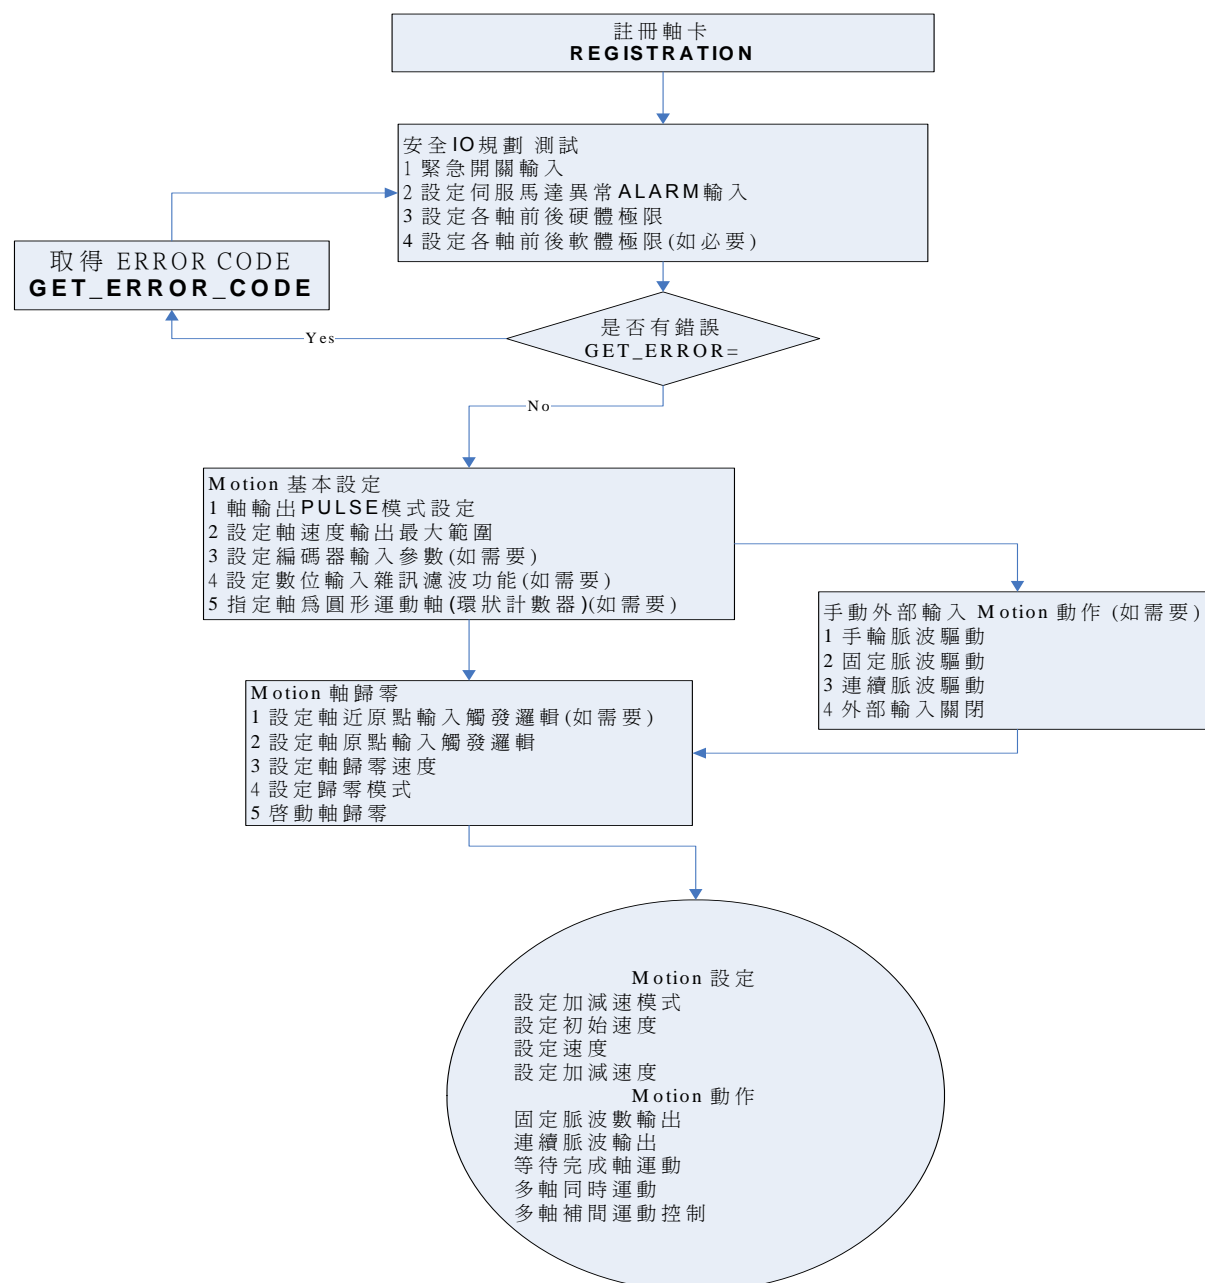 註冊軸卡
REGISTRATION
安全IO規劃 測試
1 緊急開關輸入
2 設定伺服馬達異常ALARM輸入
3 設定各軸前後硬體極限
4 設定各軸前後軟體極限(如必要)
取得 ERROR CODE
GET_ERROR_CODE
是否有錯誤
GET_ERROR=
Yes
No
Motion 基本設定
1 軸輸出PULSE模式設定
2 設定軸速度輸出最大範圍
3 設定編碼器輸入參數(如需要)
4 設定數位輸入雜訊濾波功能(如需要)
5 指定軸爲圓形運動軸(環狀計數器)(如需要)
手動外部輸入 Motion 動作 (如需要)
1 手輪脈波驅動
2 固定脈波驅動
3 連續脈波驅動
4 外部輸入關閉
Motion 軸歸零
1 設定軸近原點輸入觸發邏輯(如需要)
2 設定軸原點輸入觸發邏輯
3 設定軸歸零速度
4 設定歸零模式
5 啓動軸歸零
Motion 設定
設定加減速模式
設定初始速度
設定速度
設定加減速度
Motion 動作
固定脈波數輸出
連續脈波輸出
等待完成軸運動
多軸同時運動
多軸補間運動控制